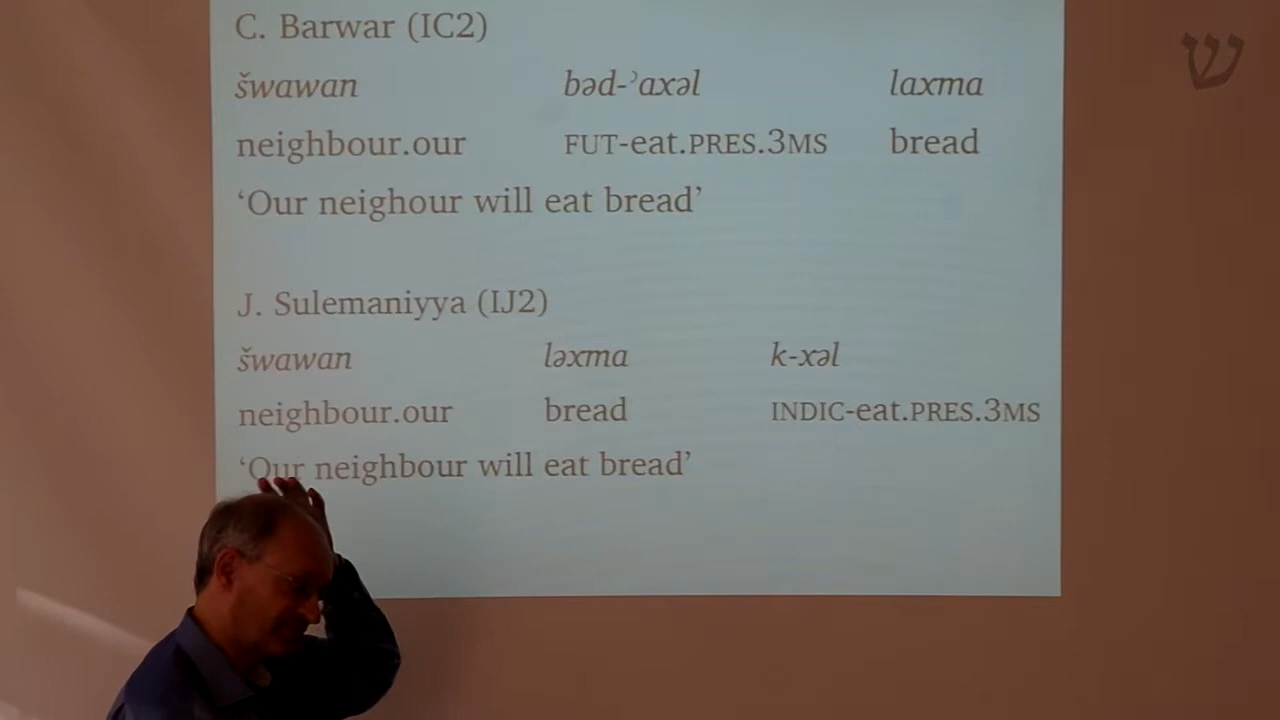 C. Barwar (IC2)
šwawan bəd-ʾaxəl laxma
neighbour.our FUT-eat.PRES.3MS bread
‘Our neighour will eat bread’
J. Sulemaniyya (IJ2)
šwawan ləxma k-xəl
neighbour.our bread INDIC-eat.PRES.3MS
‘Our neighbour will eat bread’
ש